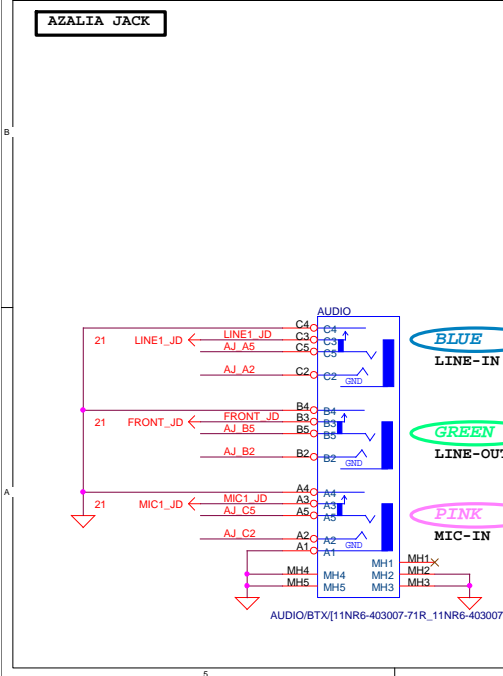 AZALIA JACK
B
AUDIO
C4 C4
21 LINE1_JD LINE1_JD C3 C3
AJ_A5 C5 C5
BLUE
LINE-IN
AJ_A2 C2 C2
GND
B4 B4
21 FRONT_JD FRONT_JD B3 B3
AJ_B5 B5 B5
GREEN
LINE-OUT
AJ_B2 B2 B2
GND
A
A4 A4
21 MIC1_JD MIC1_JD A3 A3
AJ_C5 A5 A5
PINK
MIC-IN
AJ_C2 A2 A2
GND
A1 A1
MH1 MH1
MH4 MH4 MH2 MH2
MH5 MH5 MH3 MH3
AUDIO/BTX/[11NR6-403007-71R_11NR6-403007
5